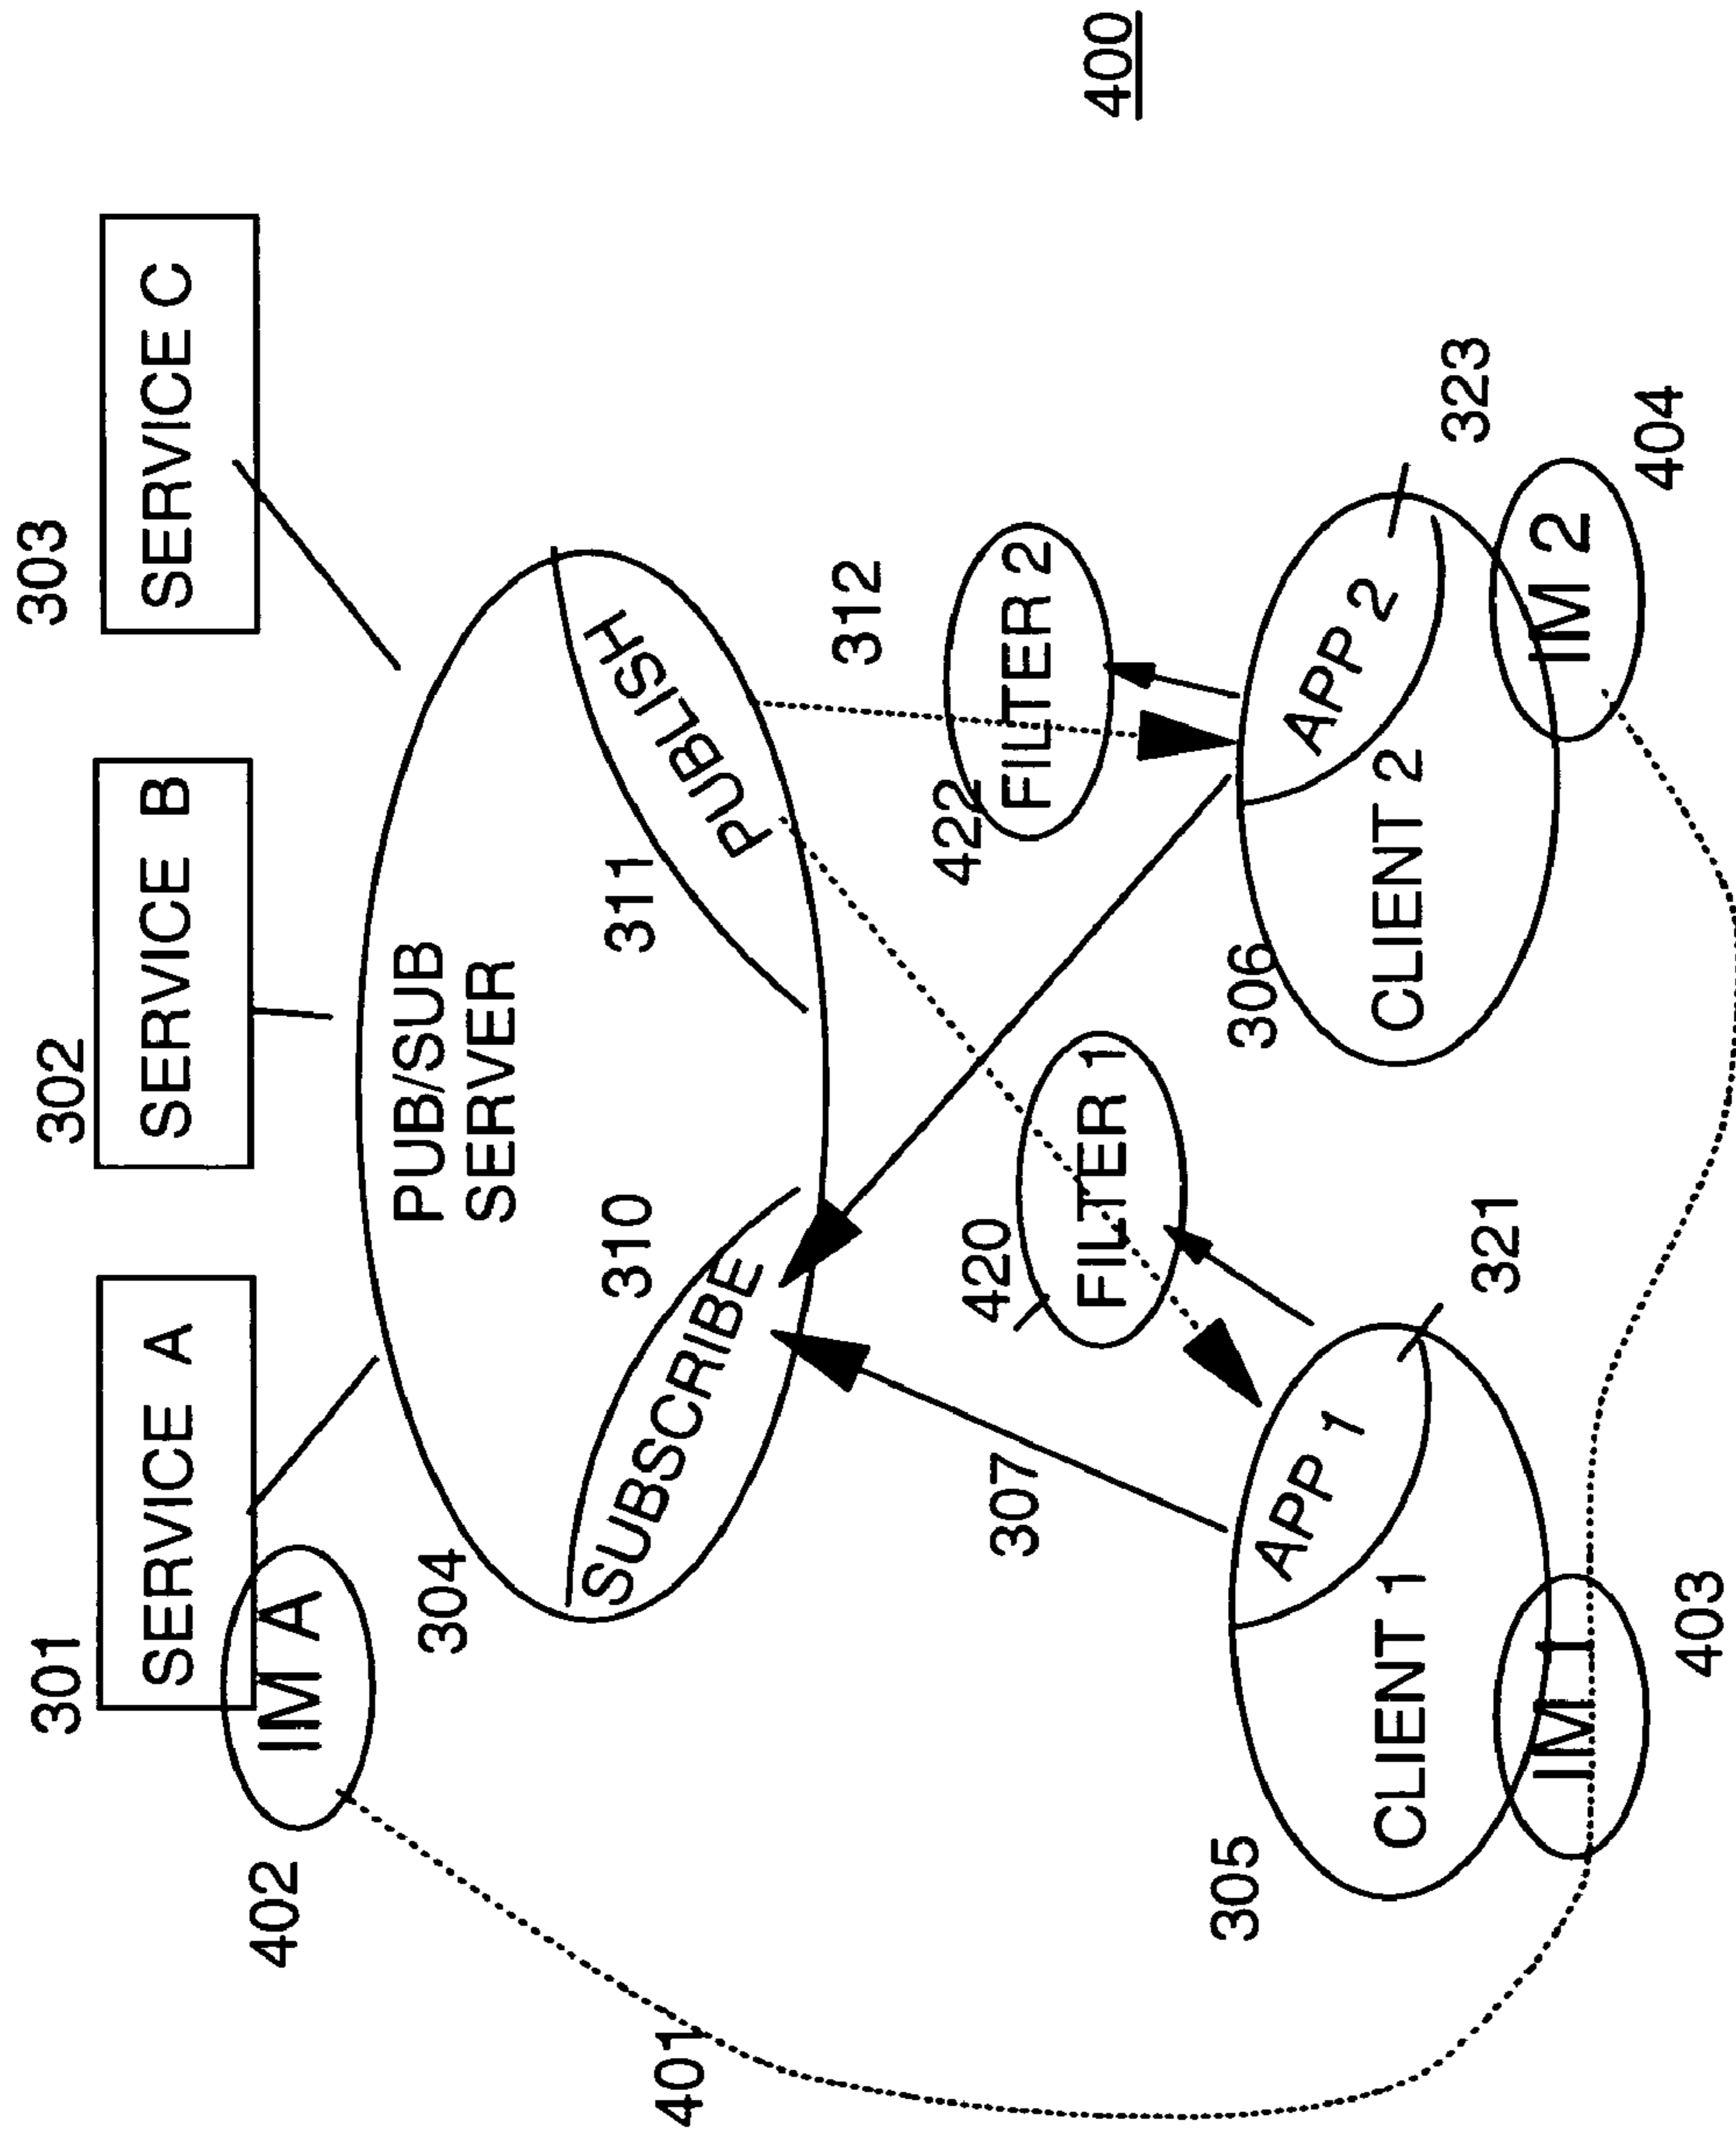 301
302
303
SERVICE A
SERVICE B
SERVICE C
IM A
402
304
PUB/SUB
SERVER
310
311
SUBSCRIBE
PUBLISH
401
312
307
420
422
FILTER 1
FILTER 2
400
305
306
APP 1
APP 2
CLIENT 1
CLIENT 2
321
323
IM 1
IM 2
403
404